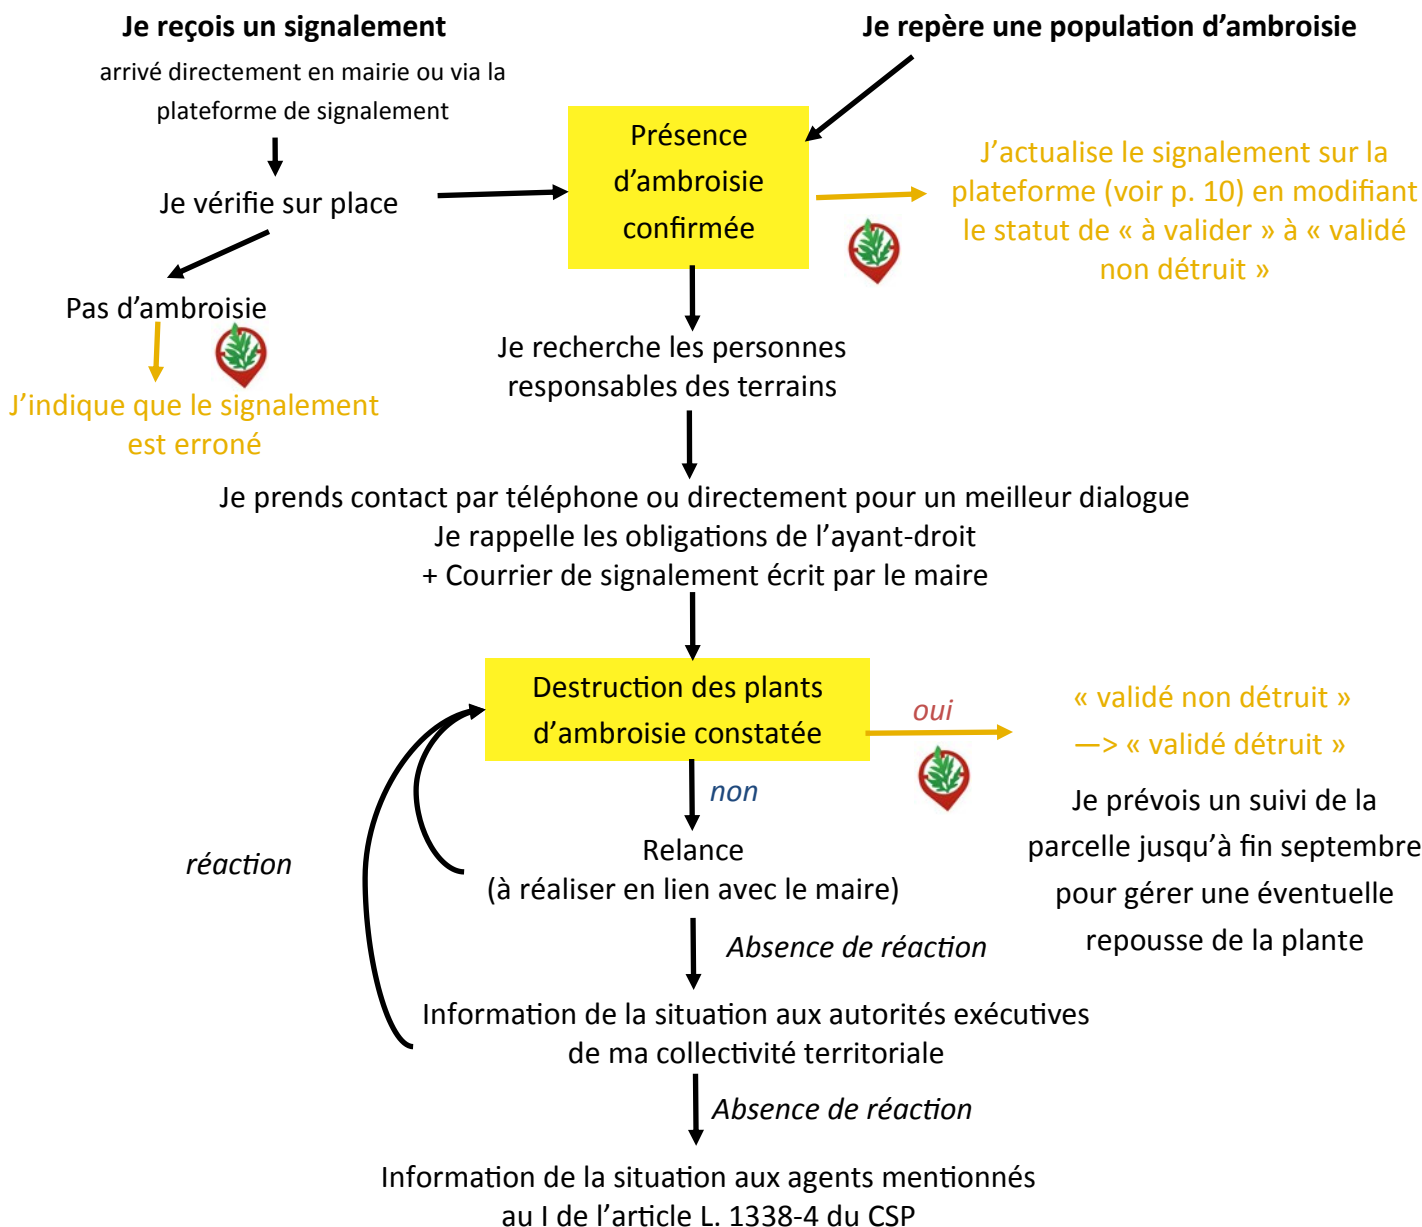 Je reçois un signalement
arrivé directement en mairie ou via la
plateforme de signalement
Je repère une population d’ambroisie
Je vérifie sur place
Présence
d’ambroisie
confirmée
J’actualise le signalement sur la
plateforme (voir p. 10) en modifiant
le statut de « à valider » à « validé
non détruit »
Pas d’ambroisie
J’indique que le signalement
est erroné
Je recherche les personnes
responsables des terrains
Je prends contact par téléphone ou directement pour un meilleur dialogue
Je rappelle les obligations de l’ayant-droit
+ Courrier de signalement écrit par le maire
Destruction des plants
d’ambroisie constatée
oui
« validé non détruit »
—> « validé détruit »
Je prévois un suivi de la
parcelle jusqu’à fin septembre
pour gérer une éventuelle
repousse de la plante
non
réaction
Relance
(à réaliser en lien avec le maire)
Absence de réaction
Information de la situation aux autorités exécutives
de ma collectivité territoriale
Absence de réaction
Information de la situation aux agents mentionnés
au I de l’article L. 1338-4 du CSP